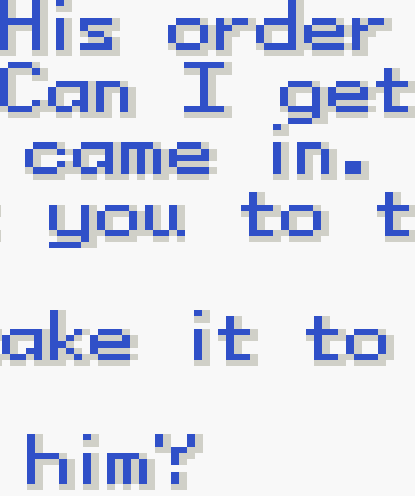 His order
Can I get
came in.
you to t
ake it to
him?